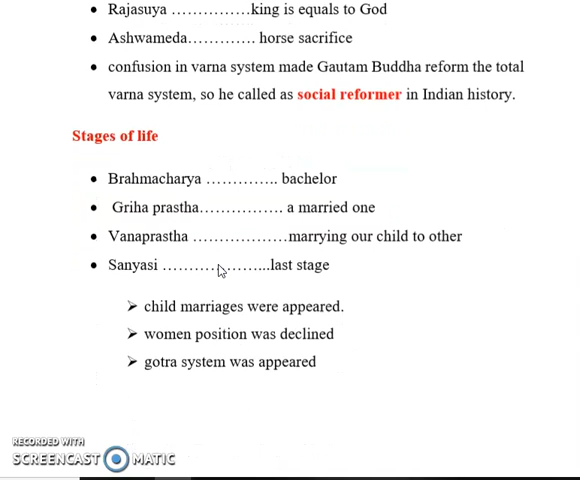 • Rajasuya ……………king is equals to God
• Ashwameda…………. horse sacrifice
• confusion in varna system made Gautam Buddha reform the total
varna system, so he called as social reformer in Indian history.
Stages of life
• Brahmacharya …………. bachelor
• Griha prastha……………. a married one
• Vanaprastha ……………….marrying our child to other
• Sanyasi …………………..last stage
➢ child marriages were appeared.
➢ women position was declined
➢ gotra system was appeared
RECORDED WITH
SCREENCAST MATIC